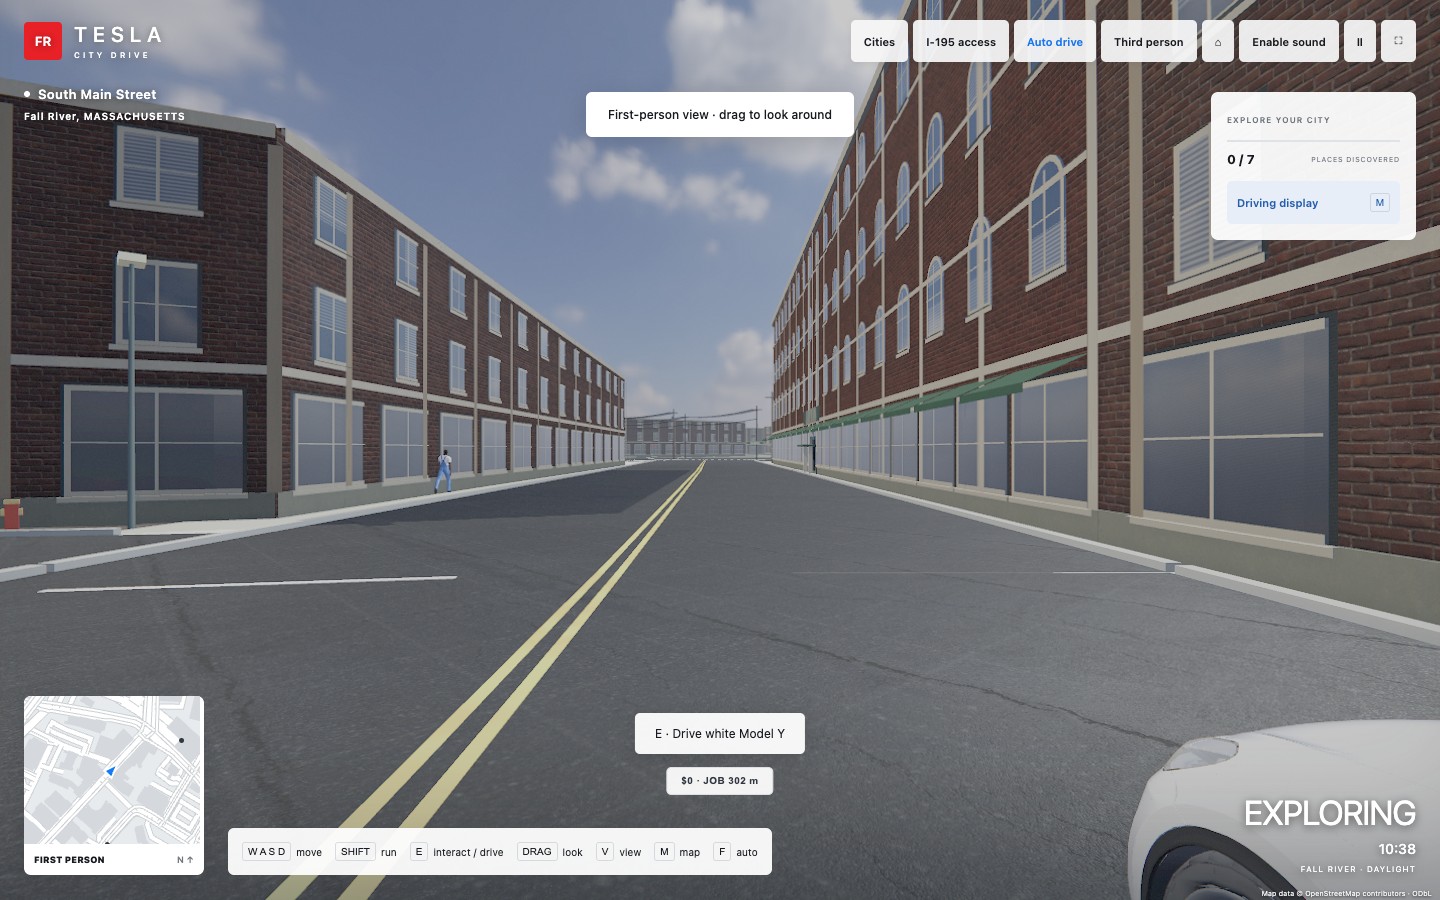 FR
TESLA
CITY DRIVE
South Main Street
Fall River, MASSACHUSETTS
Cities
I-195 access
Auto drive
Third person
Enable sound
First-person view · drag to look around
EXPLORE YOUR CITY
0 / 7 PLACES DISCOVERED
Driving display M
E · Drive white Model Y
$0 · JOB 302 m
FIRST PERSON N ↑
W A S D move SHIFT run E interact / drive DRAG look V view M map F auto
EXPLORING
10:38
FALL RIVER · DAYLIGHT
Map data © OpenStreetMap contributors · ODbL